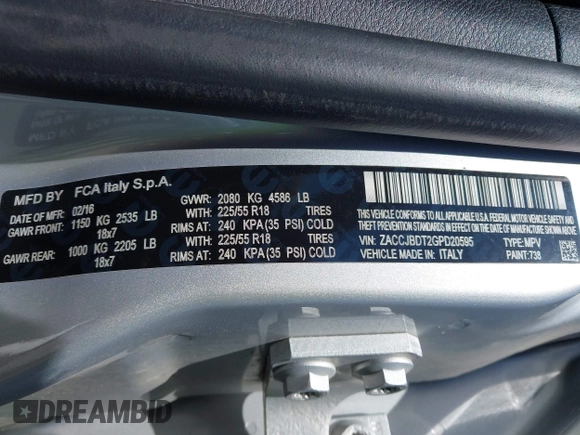 MFD BY FCA Italy S.p.A.
DATE OF MFR: 02/16
GAWR FRONT: 1150 KG 2535 LB
18x7
GAWR REAR: 1000 KG 2205 LB
18x7
GVWR: 2080 KG 4586 LB
WITH: 225/55 R18 TIRES
RIMS AT: 240 KPA (35 PSI) COLD
WITH: 225/55 R18 TIRES
RIMS AT: 240 KPA (35 PSI) COLD
THIS VEHICLE CONFORMS TO ALL APPLICABLE U.S.A.
FEDERAL MOTOR VEHICLE SAFETY, BUMPER, AND
THEFT PREVENTION STANDARDS IN EFFECT ON THE
DATE OF MANUFACTURE SHOWN ABOVE.
VIN: ZACCJBDT2GPD20595 TYPE: MPV
VEHICLE MADE IN: ITALY PAINT: 738
DREAMBID